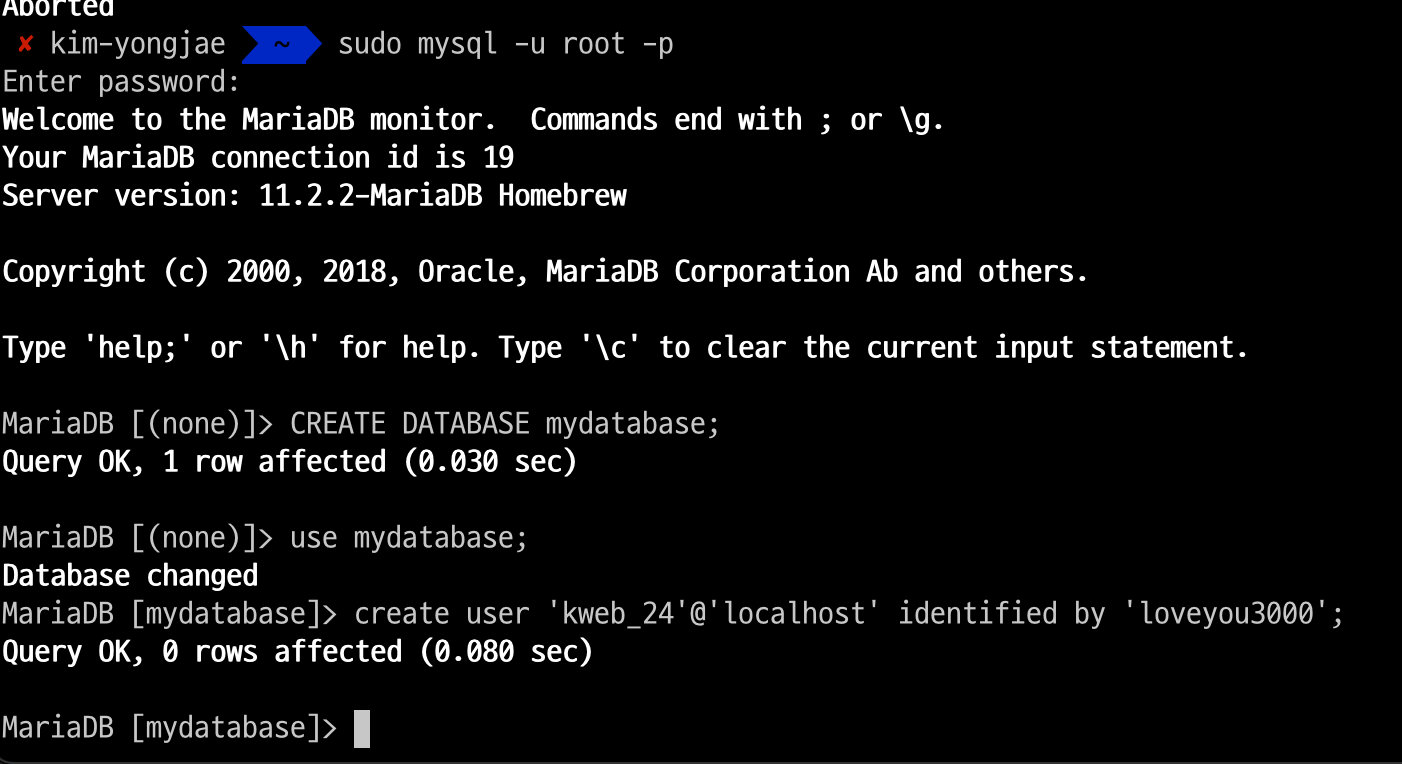 Aborted
✘ kim-yongjae ~ sudo mysql -u root -p
Enter password:
Welcome to the MariaDB monitor.  Commands end with ; or \g.
Your MariaDB connection id is 19
Server version: 11.2.2-MariaDB Homebrew
Copyright (c) 2000, 2018, Oracle, MariaDB Corporation Ab and others.
Type 'help;' or '\h' for help. Type '\c' to clear the current input statement.
MariaDB [(none)]> CREATE DATABASE mydatabase;
Query OK, 1 row affected (0.030 sec)
MariaDB [(none)]> use mydatabase;
Database changed
MariaDB [mydatabase]> create user 'kweb_24'@'localhost' identified by 'loveyou3000';
Query OK, 0 rows affected (0.080 sec)
MariaDB [mydatabase]>